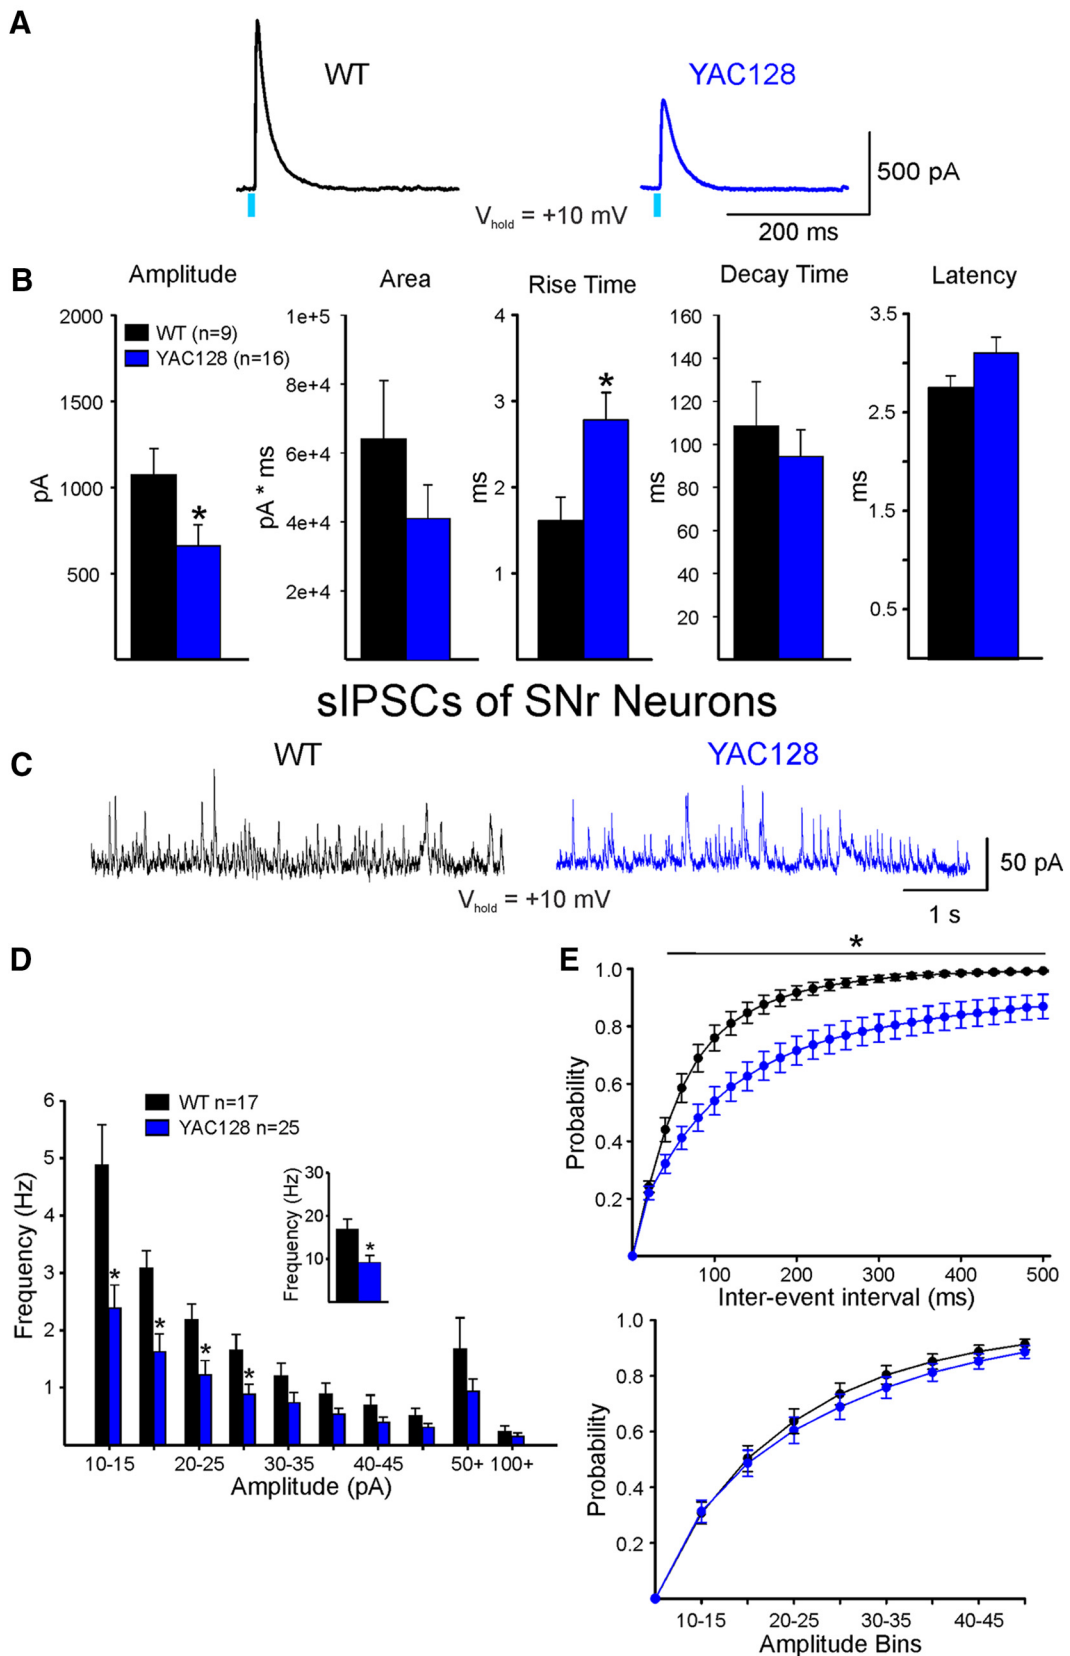 A
WT
YAC128
500 pA
Vhold = +10 mV
200 ms
B
Amplitude
Area
Rise Time
Decay Time
Latency
2000
1500
1000
500
pA
WT (n=9)
YAC128 (n=16)
*
1e+5
8e+4
6e+4
4e+4
2e+4
pA * ms
4
3
2
1
ms
*
160
140
120
100
80
60
40
20
ms
3.5
2.5
1.5
0.5
ms
sIPSCs of SNr Neurons
C
WT
YAC128
50 pA
Vhold = +10 mV
1 s
D
WT n=17
YAC128 n=25
6
5
4
3
2
1
Frequency (Hz)
*
*
*
*
30
20
10
Frequency (Hz)
*
10-15
20-25
30-35
40-45
50+
100+
Amplitude (pA)
E
*
1.0
0.8
0.6
0.4
0.2
Probability
100
200
300
400
500
Inter-event interval (ms)
1.0
0.8
0.6
0.4
0.2
Probability
10-15
20-25
30-35
40-45
Amplitude Bins